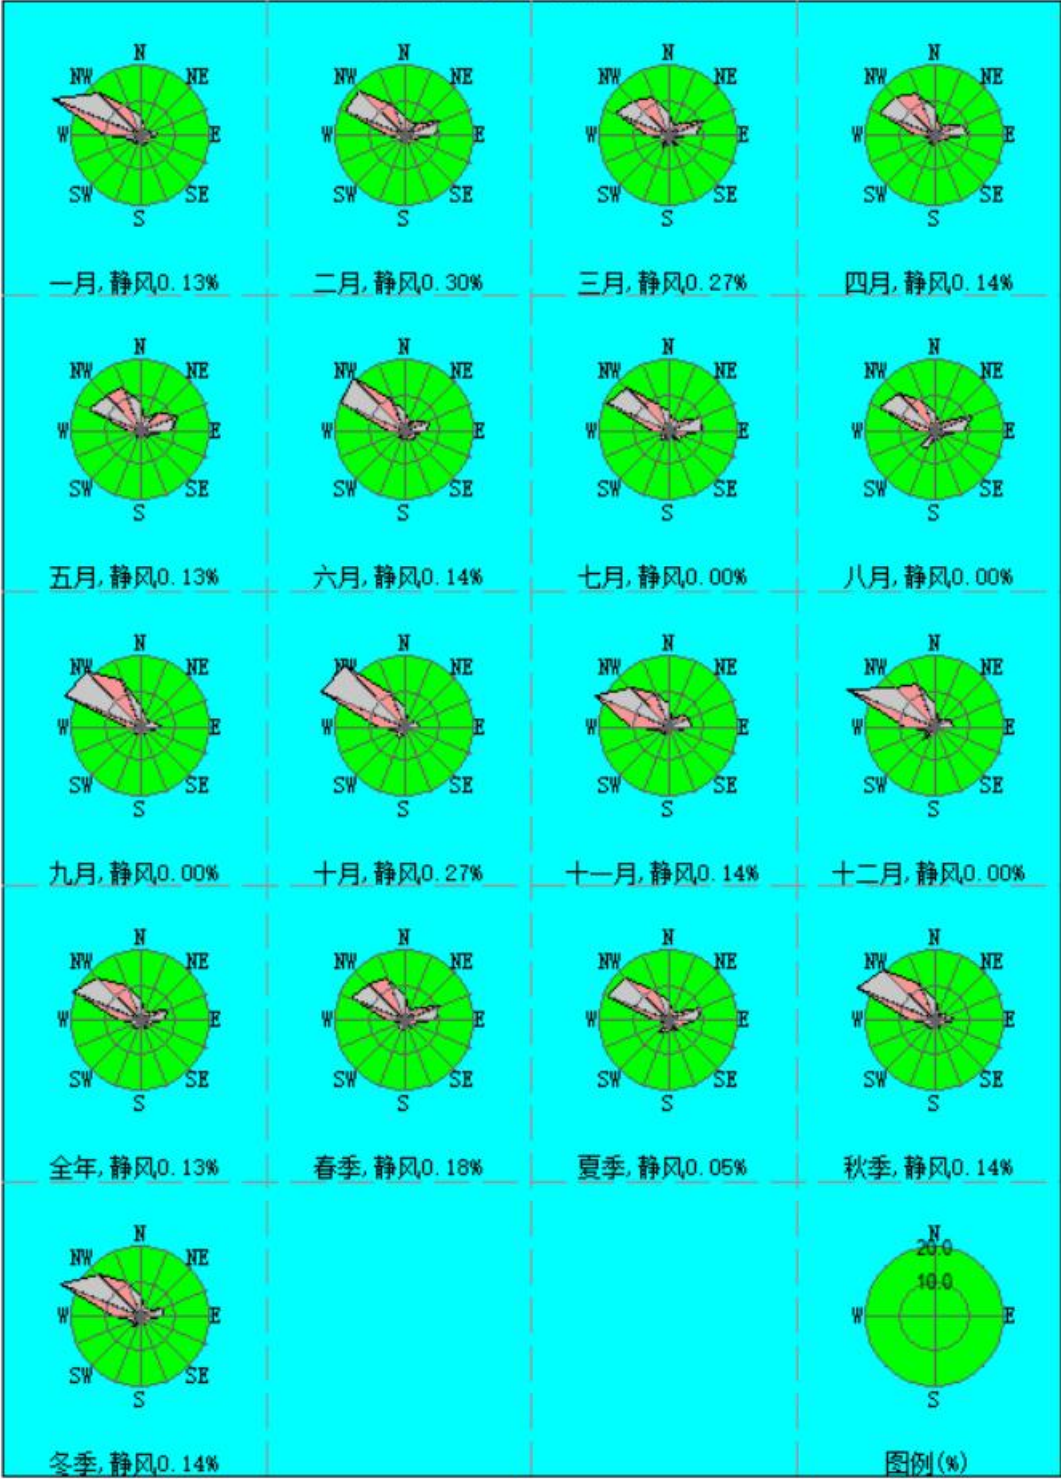 N N N N
NW NE NW NE NW NE NW NE
W E W E W E W E
SW SE SW SE SW SE SW SE
S S S S
一月,静风0.13% 二月,静风0.30% 三月,静风0.27% 四月,静风0.14%
N N N N
NW NE NW NE NW NE NW NE
W E W E W E W E
SW SE SW SE SW SE SW SE
S S S S
五月,静风0.13% 六月,静风0.14% 七月,静风0.00% 八月,静风0.00%
N N N N
NW NE NW NE NW NE NW NE
W E W E W E W E
SW SE SW SE SW SE SW SE
S S S S
九月,静风0.00% 十月,静风0.27% 十一月,静风0.14% 十二月,静风0.00%
N N N N
NW NE NW NE NW NE NW NE
W E W E W E W E
SW SE SW SE SW SE SW SE
S S S S
全年,静风0.13% 春季,静风0.18% 夏季,静风0.05% 秋季,静风0.14%
N N
NW NE 20.0
10.0
W E W E
SW SE
S S
冬季,静风0.14% 图例(%)